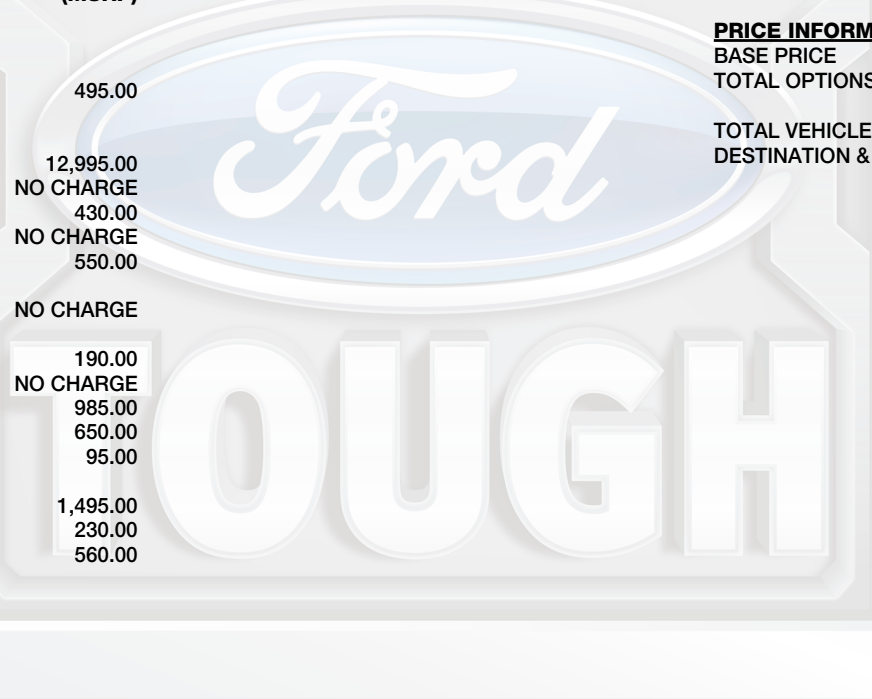 PRICE INFORM
BASE PRICE
TOTAL OPTIONS
TOTAL VEHICLE
DESTINATION &
495.00
12,995.00
NO CHARGE
430.00
NO CHARGE
550.00
NO CHARGE
190.00
NO CHARGE
985.00
650.00
95.00
1,495.00
230.00
560.00
Ford
TOUGH